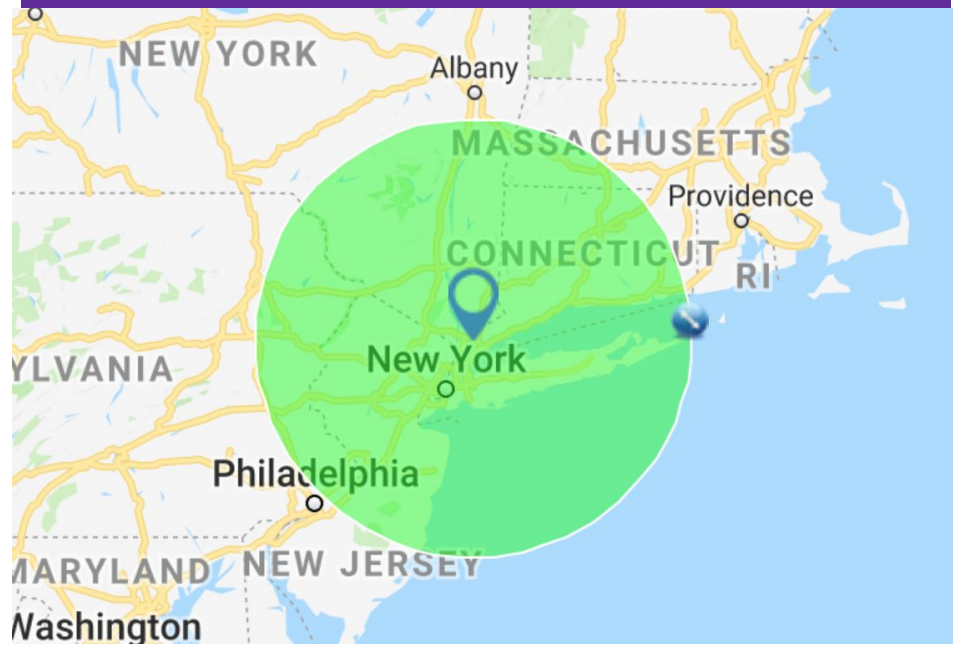 NEW YORK
Albany
MASSACHUSETTS
Providence
CONNECTICUT
RI
New York
YLVANIA
Philadelphia
MARYLAND
NEW JERSEY
Washington